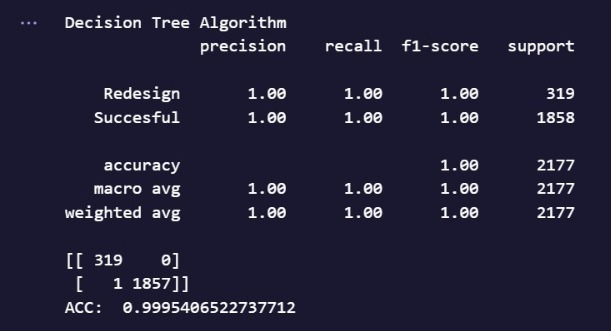 ... Decision Tree Algorithm
precision recall f1-score support
Redesign 1.00 1.00 1.00 319
Succesful 1.00 1.00 1.00 1858
accuracy 1.00 2177
macro avg 1.00 1.00 1.00 2177
weighted avg 1.00 1.00 1.00 2177
[[ 319 0]
[ 1 1857]]
ACC: 0.9995406522737712